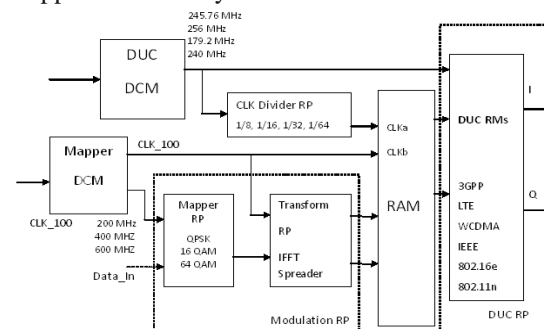 245.76 MHz
256 MHz
179.2 MHz
240 MHz
DUC
DCM
CLK Divider RP
1/8, 1/16, 1/32, 1/64
CLKa
CLKb
RAM
DUC RMs
3GPP
LTE
WCDMA
IEEE
802.16e
802.11n
DUC RP
I
Q
Mapper
DCM
CLK_100
CLK_100
200 MHz
400 MHZ
600 MHZ
Data_In
Mapper
RP
QPSK
16 QAM
64 QAM
Transform
RP
IFFT
Spreader
Modulation RP